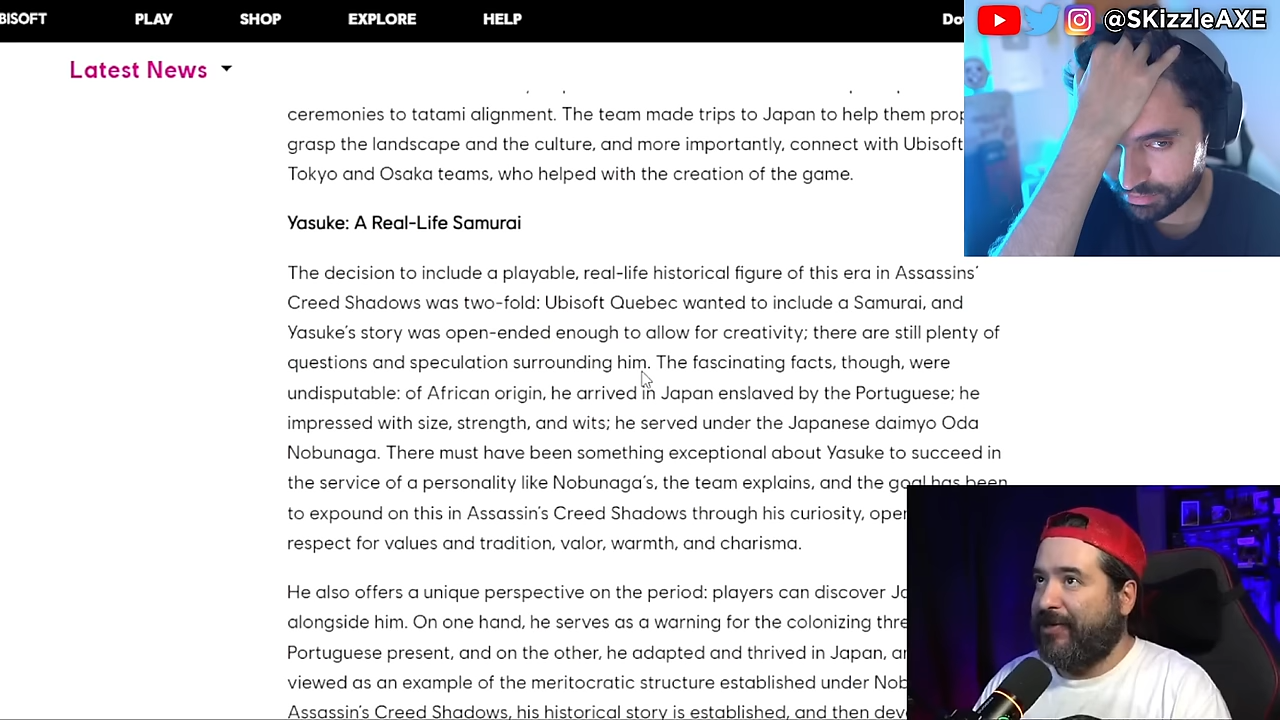 BISOFT PLAY SHOP EXPLORE HELP
@SKizzleAXE
Latest News
ceremonies to tatami alignment. The team made trips to Japan to help them
grasp the landscape and the culture, and more importantly, connect with Ubisoft
Tokyo and Osaka teams, who helped with the creation of the game.
Yasuke: A Real-Life Samurai
The decision to include a playable, real-life historical figure of this era in Assassins'
Creed Shadows was two-fold: Ubisoft Quebec wanted to include a Samurai, and
Yasuke's story was open-ended enough to allow for creativity; there are still plenty of
questions and speculation surrounding him. The fascinating facts, though, were
undisputable: of African origin, he arrived in Japan enslaved by the Portuguese; he
impressed with size, strength, and wits; he served under the Japanese daimyo Oda
Nobunaga. There must have been something exceptional about Yasuke to succeed in
the service of a personality like Nobunaga's, the team explains, and the goal has been
to expound on this in Assassin's Creed Shadows through his curiosity,
respect for values and tradition, valor, warmth, and charisma.
He also offers a unique perspective on the period: players can discover
alongside him. On one hand, he serves as a warning for the colonizing
Portuguese present, and on the other, he adapted and thrived in Japan,
viewed as an example of the meritocratic structure established under
Assassin's Creed Shadows, his historical story is established, and then